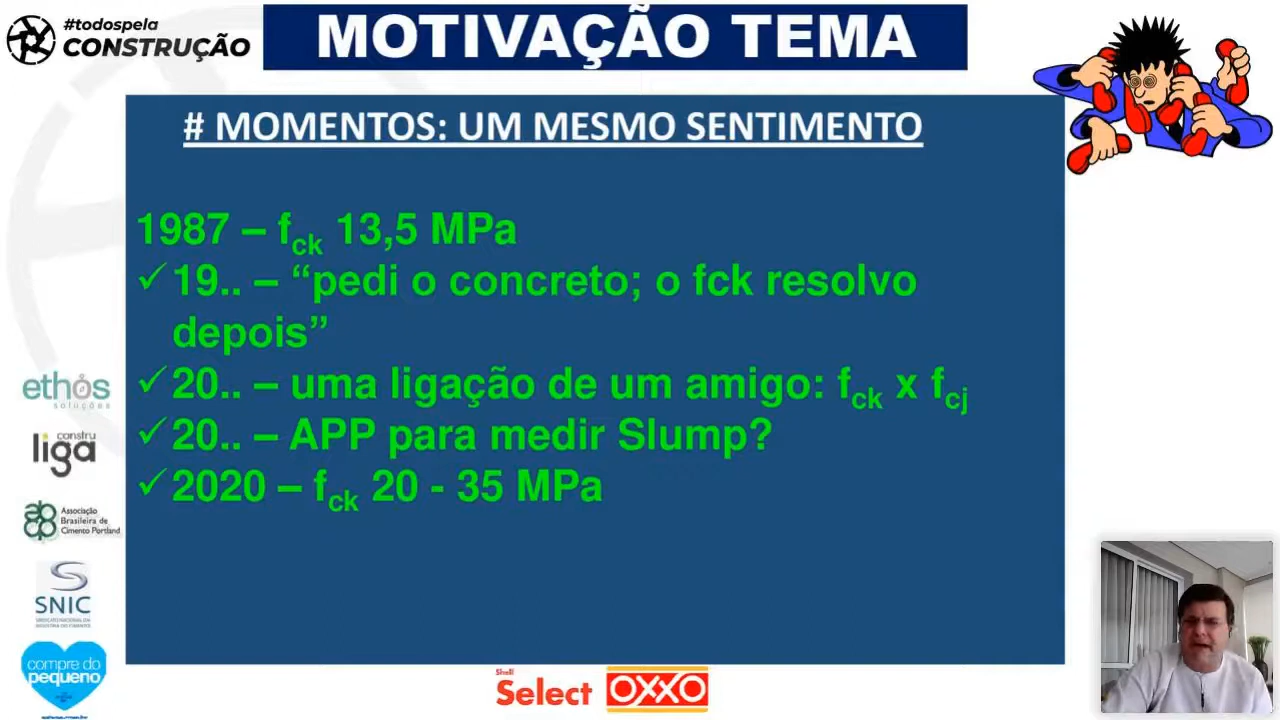 #todospela
CONSTRUÇÃO
MOTIVAÇÃO TEMA
# MOMENTOS: UM MESMO SENTIMENTO
1987 – fck 13,5 MPa
✓19.. – “pedi o concreto; o fck resolvo
depois”
✓20.. – uma ligação de um amigo: fck x fcj
✓20.. – APP para medir Slump?
✓2020 – fck 20 - 35 MPa
ethos
soluções
constru
liga
Associação
Brasileira de
Cimento Portland
SNIC
compre do
pequeno
Shell
Select
OXXO